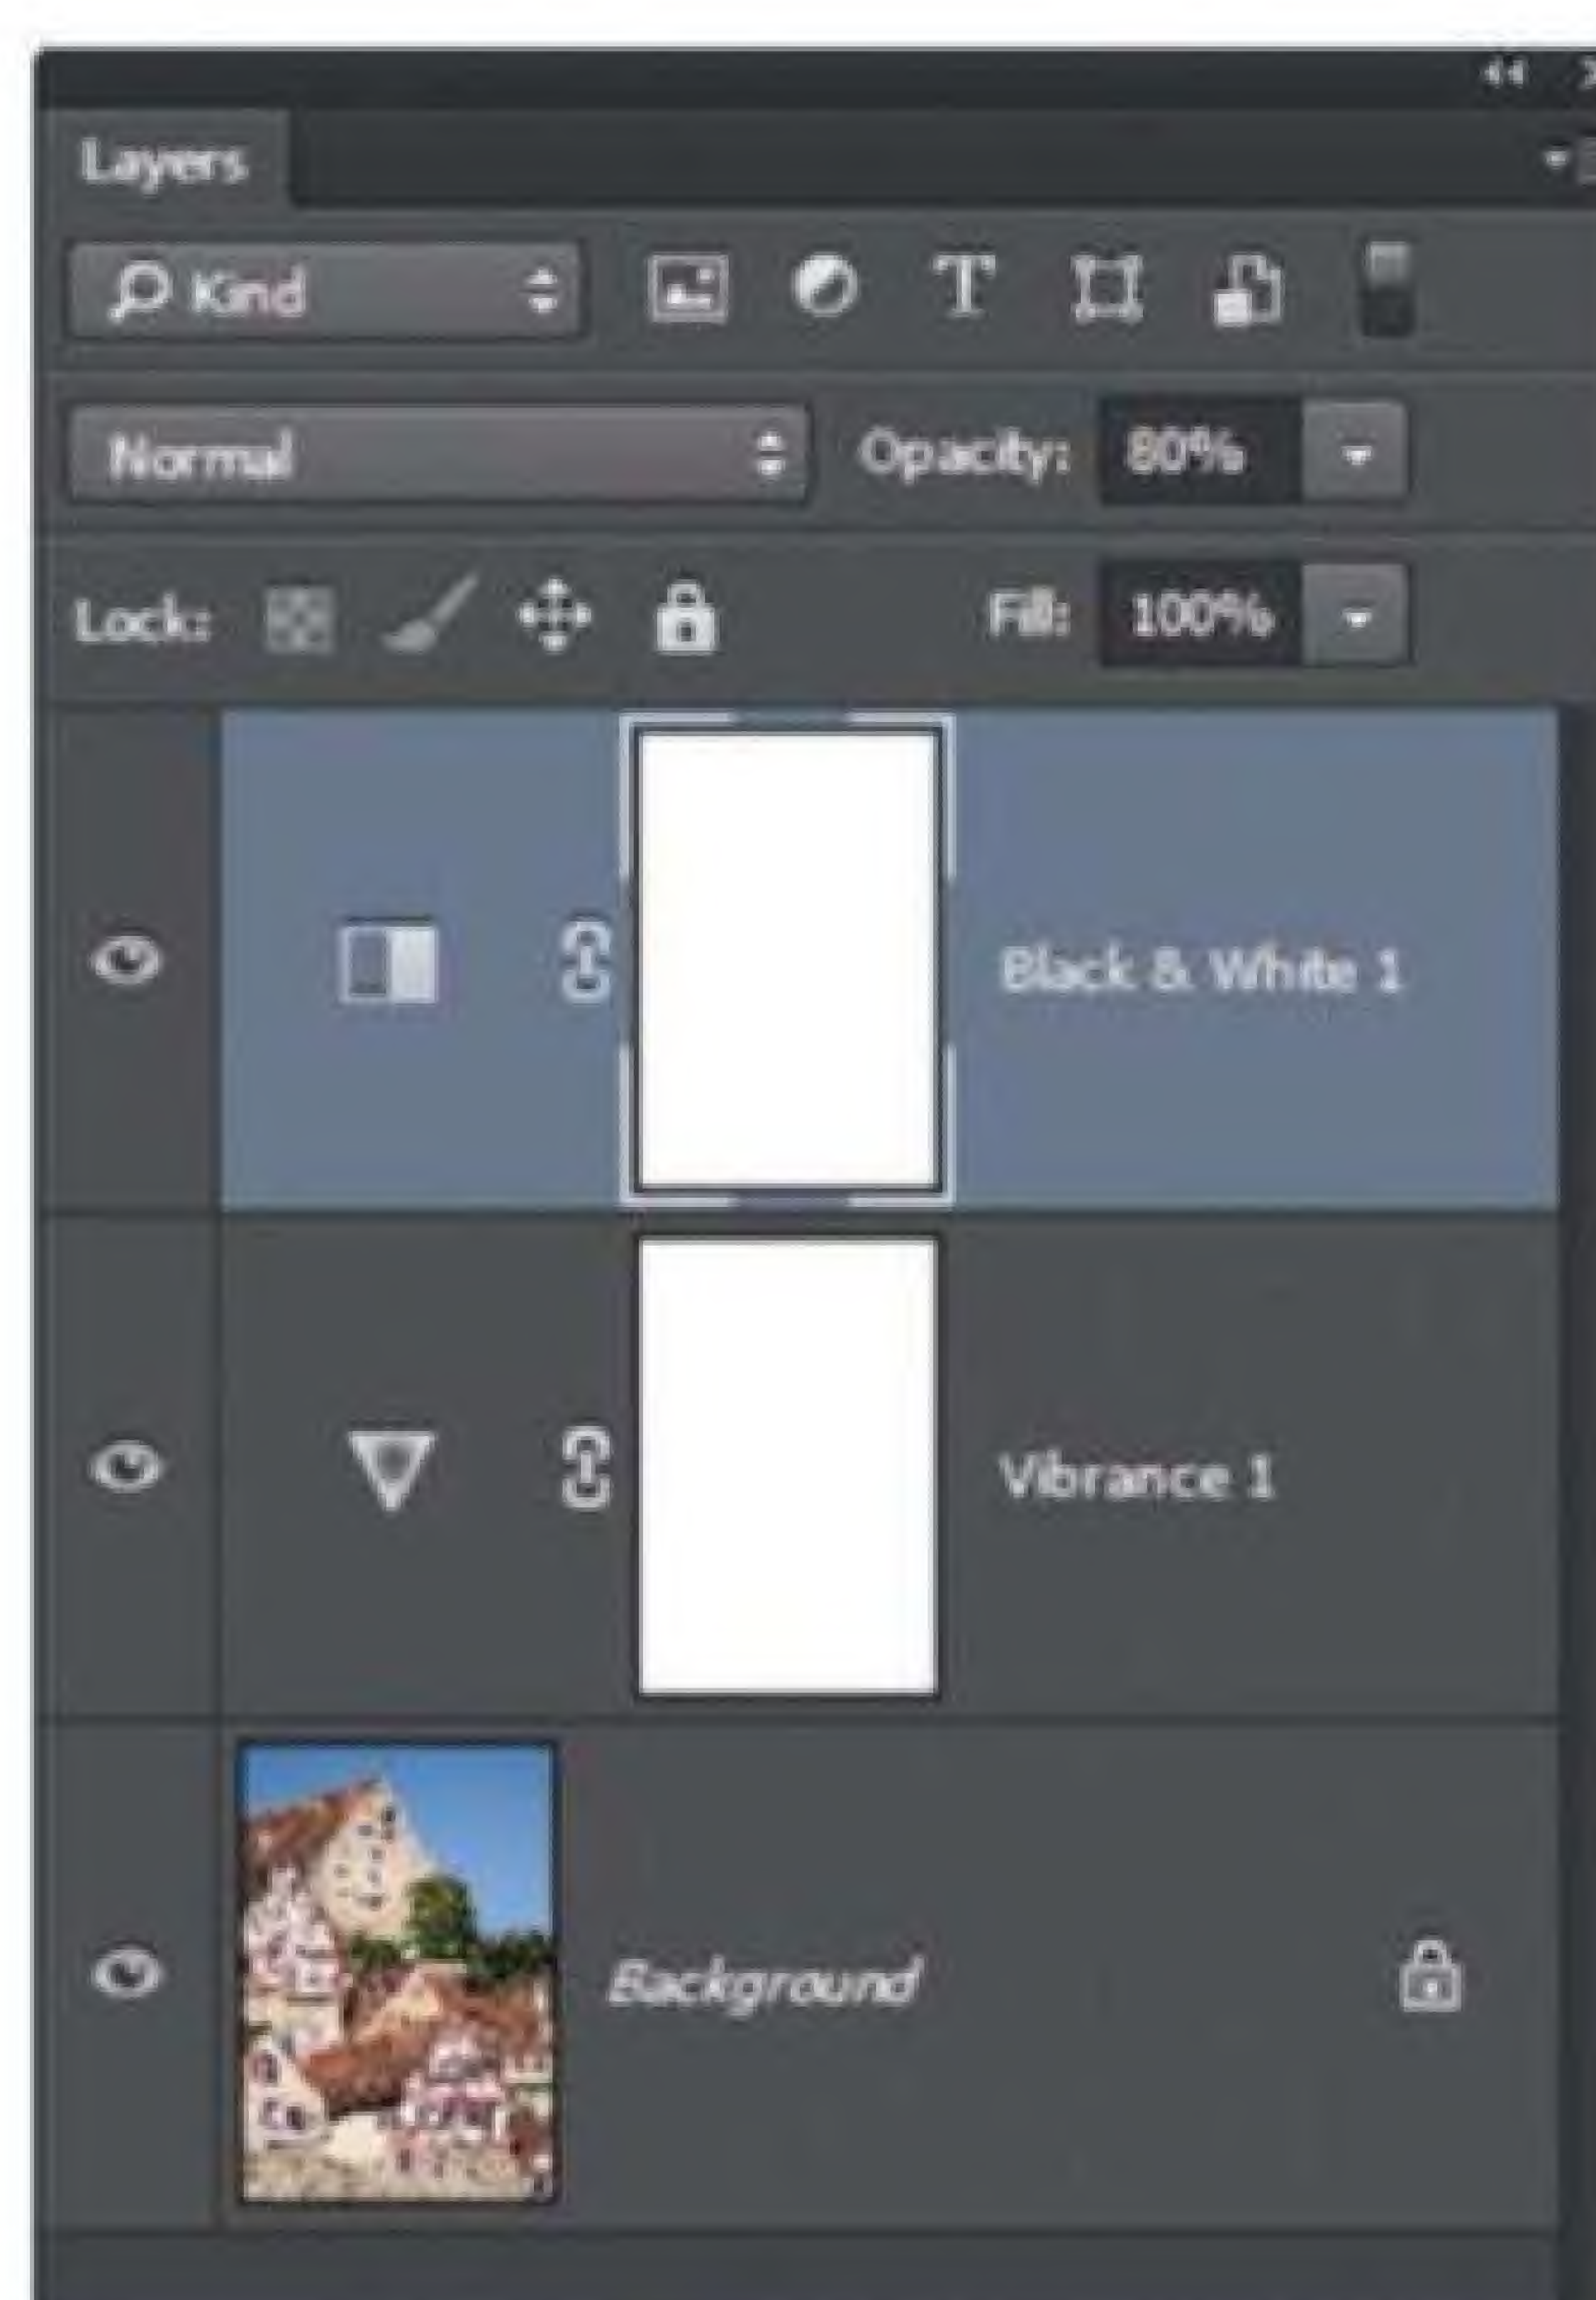 Layers
Kind
Normal Opacity: 80%
Lock: Fill: 100%
Black & White 1
Vibrance 1
Background